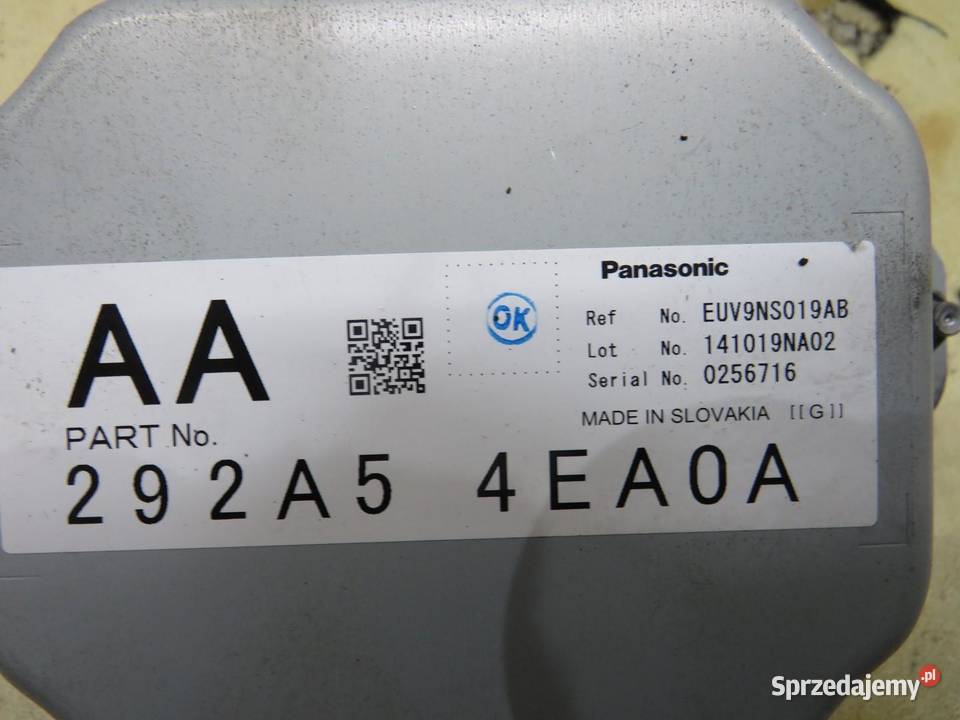 Panasonic
AA
OK
Ref No. EUV9NS019AB
Lot No. 141019NA02
Serial No. 0256716
MADE IN SLOVAKIA [[G]]
PART No.
292A5 4EA0A
Sprzedajemy.pl